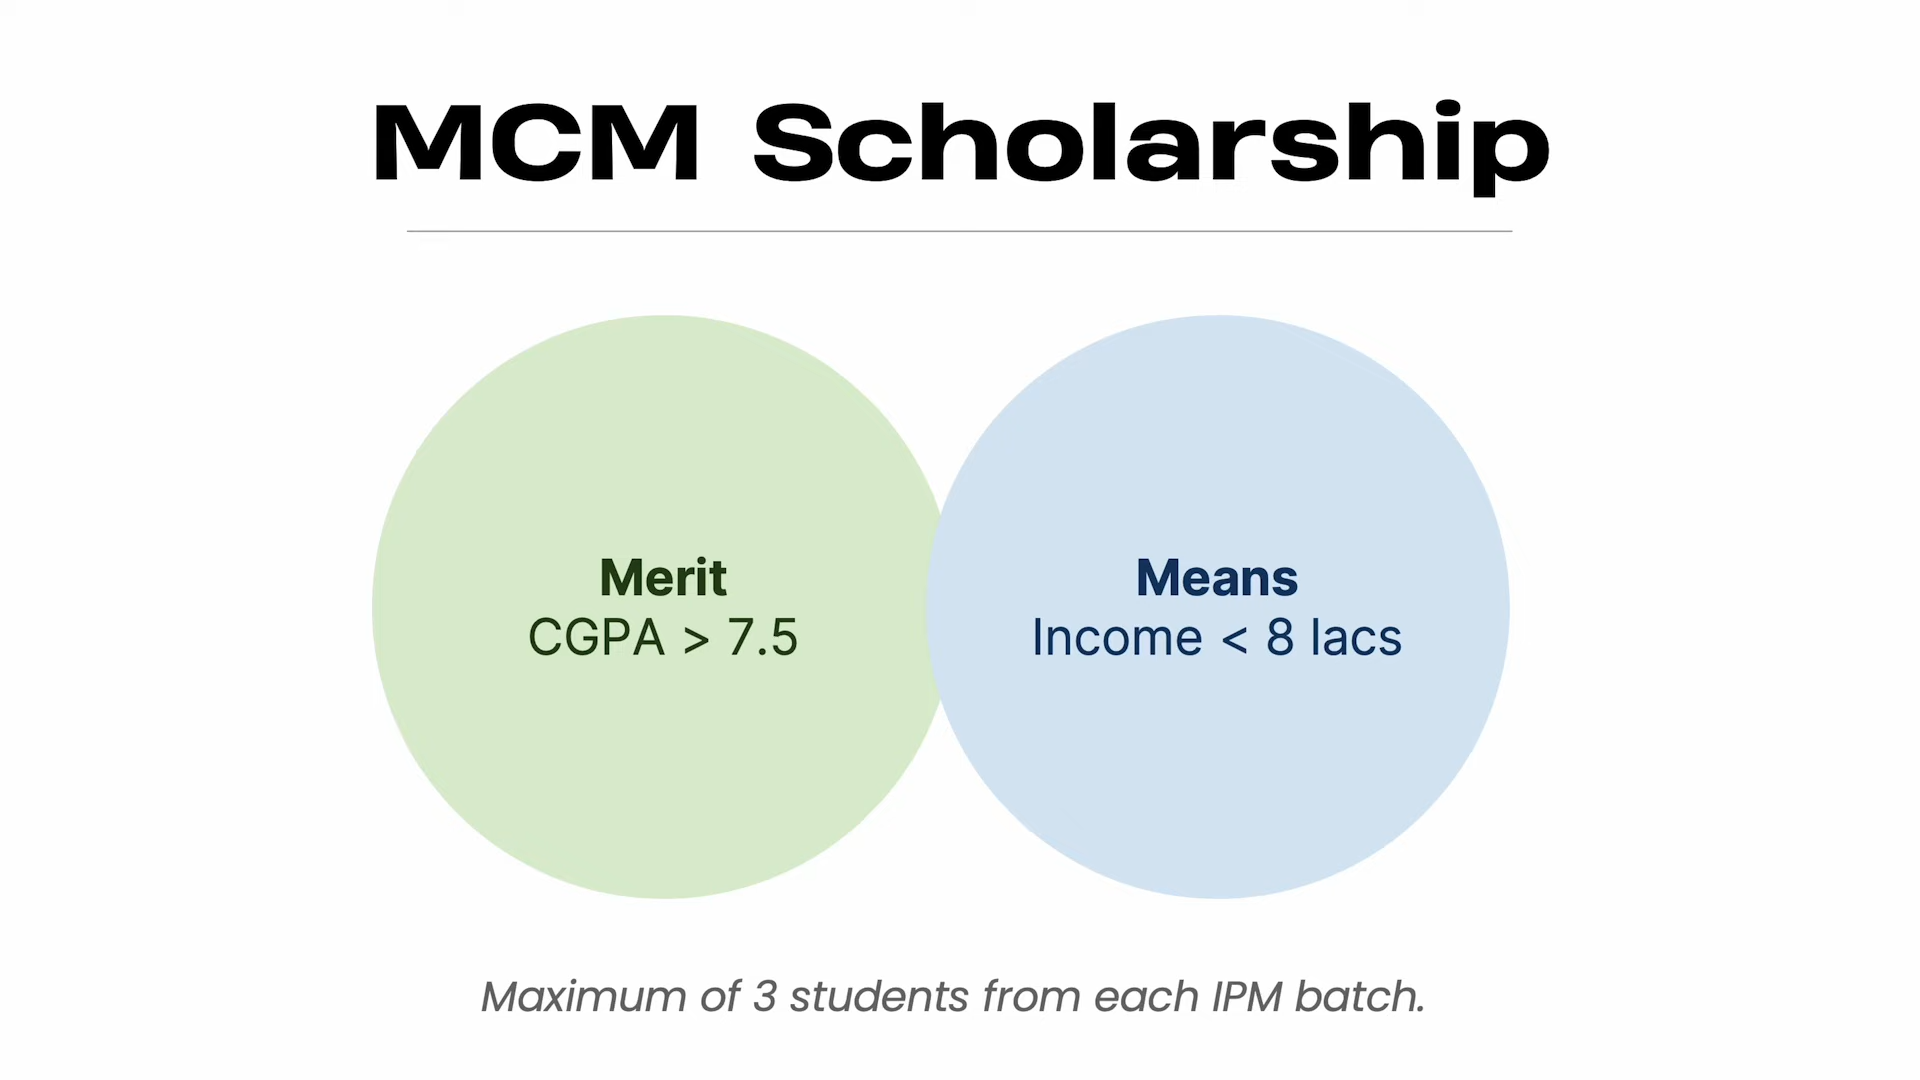 MCM Scholarship
Merit
CGPA > 7.5
Means
Income < 8 lacs
Maximum of 3 students from each IPM batch.